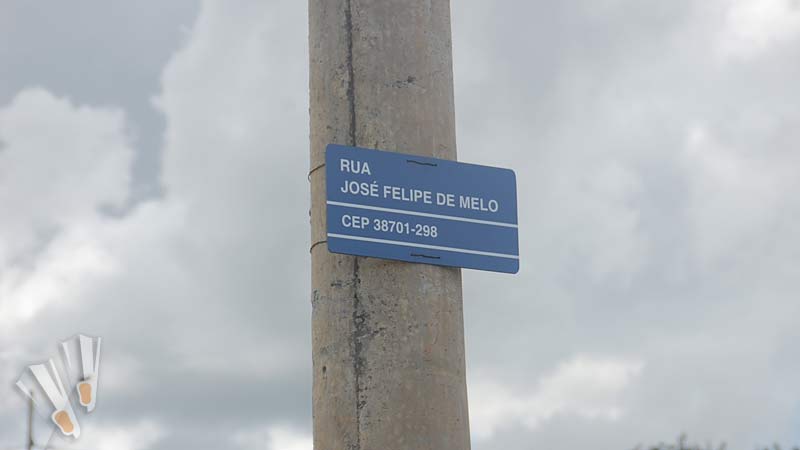 RUA
JOSÉ FELIPE DE MELO
CEP 38701-298